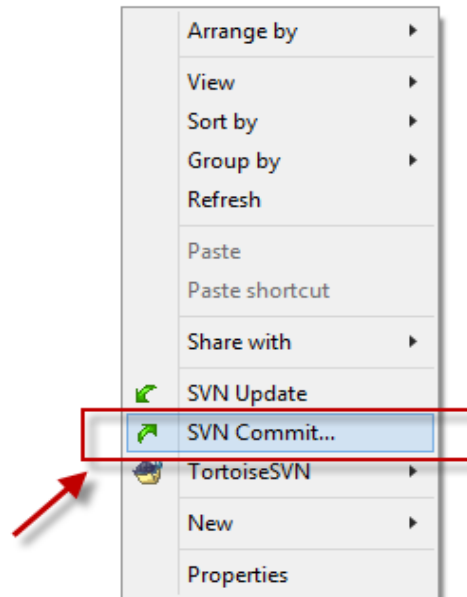 Arrange by
View
Sort by
Group by
Refresh
Paste
Paste shortcut
Share with
SVN Update
SVN Commit...
TortoiseSVN
New
Properties